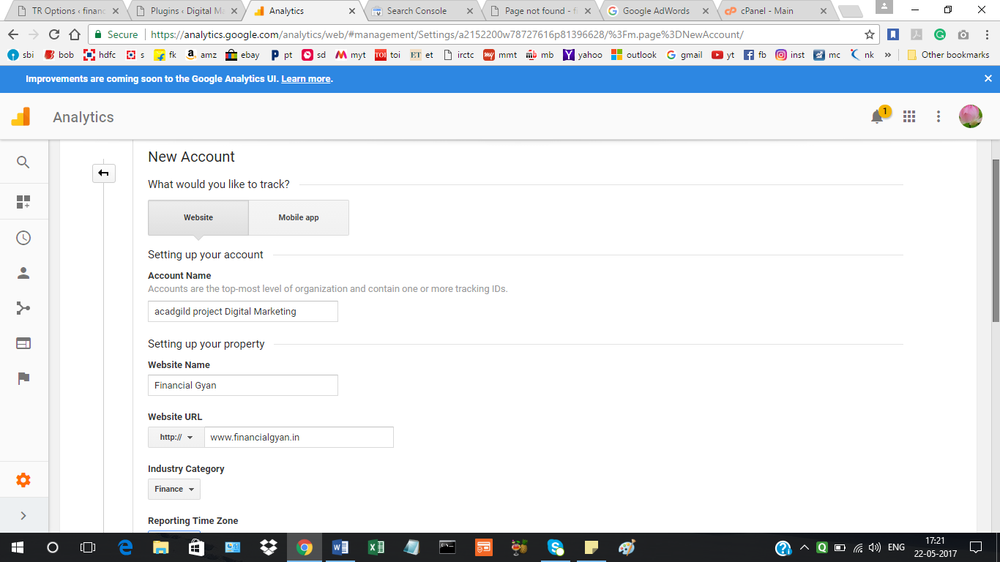 TR Options ‹ financ
Plugins ‹ Digital Ma
Analytics
Search Console
Page not found - f
Google AdWords
cPanel - Main
Secure
https://analytics.google.com/analytics/web/#management/Settings/a2152200w78727616p81396628/%3Fm.page%3DNewAccount/
sbi
bob
hdfc
s
fk
amz
ebay
pt
sd
myt
TOI
toi
ET
et
irctc
my
mmt
mb
yahoo
outlook
gmail
yt
fb
inst
mc
nk
»
Other bookmarks
Improvements are coming soon to the Google Analytics UI. Learn more.
Analytics
1
New Account
What would you like to track?
Website
Mobile app
Setting up your account
Account Name
Accounts are the top-most level of organization and contain one or more tracking IDs.
acadgild project Digital Marketing
Setting up your property
Website Name
Financial Gyan
Website URL
http://
www.financialgyan.in
Industry Category
Finance
Reporting Time Zone
ENG
17:21
22-05-2017